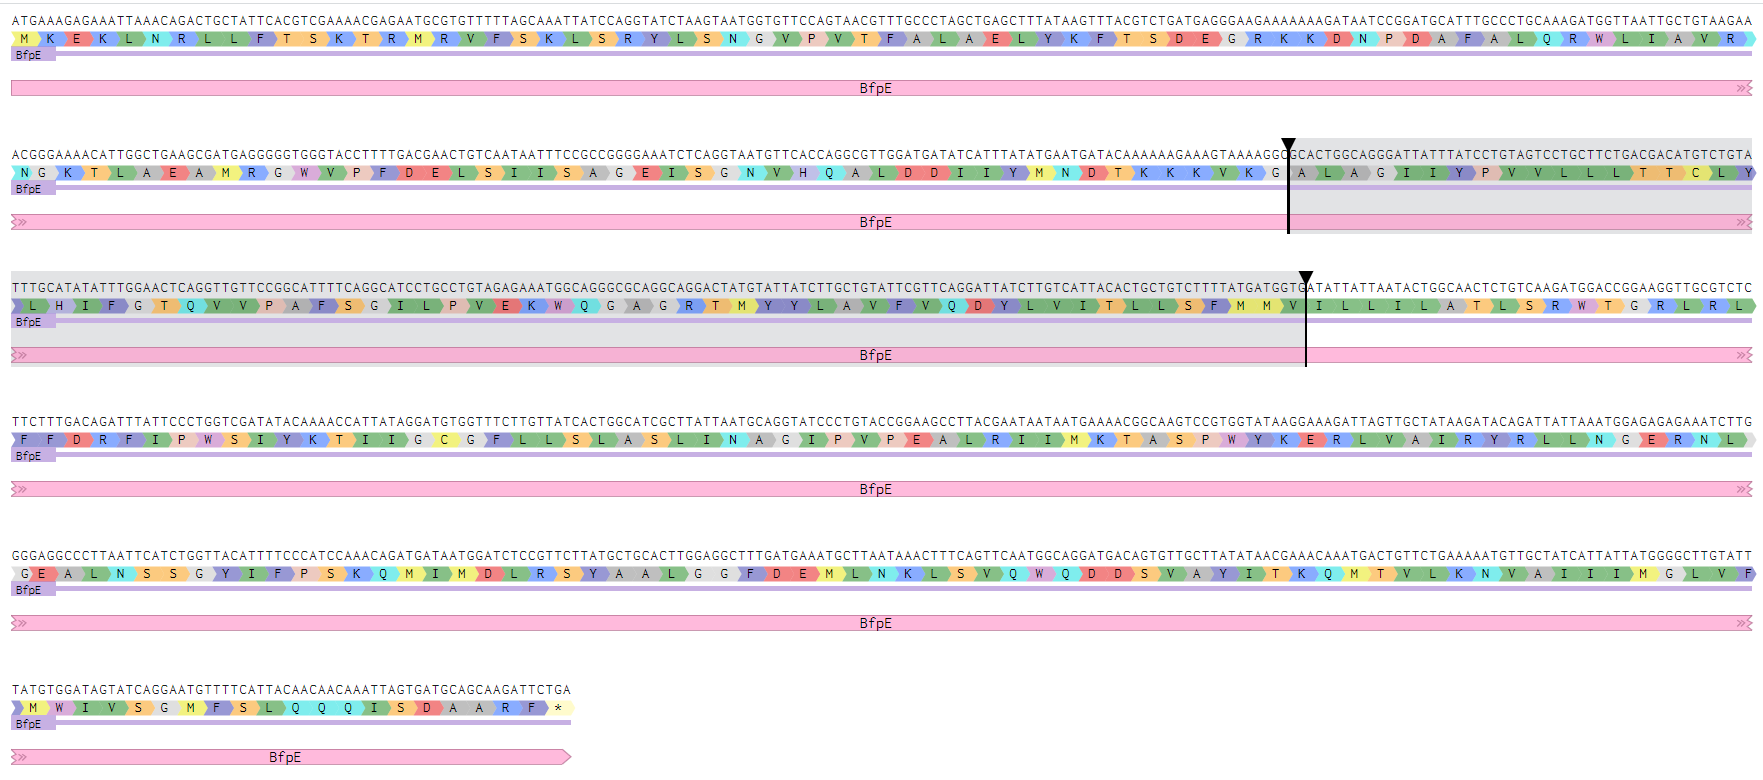 ATGAAAGAGAAATTAAACAGACTGCTATTCACGTCGAAAACGAGAATGCGTGTTTTTAGCAAATTATCCAGGTATCTAAGTAATGGTGTTCCAGTAACGTTTGCCCTAGCTGAGCTTTATAAGTTTACGTCTGATGAGGGAAGAAAAAAAGATAATCCGGATGCATTTGCCCTGCAAAGATGGTTAATTGCTGTAAGAA
M K E K L N R L L F T S K T R M R V F S K L S R Y L S N G V P V T F A L A E L Y K F T S D E G R K K D N P D A F A L Q R W L I A V R
BfpE
BfpE
ACGGGAAAACATTGGCTGAAGCGATGAGGGGGTGGGTACCTTTTGACGAACTGTCAATAATTTCCGCCGGGGAAATCTCAGGTAATGTTCACCAGGCGTTGGATGATATCATTTATATGAATGATACAAAAAAGAAAGTAAAAGGCGCACTGGCAGGGATTATTTATCCTGTAGTCCTGCTTCTGACGACATGTCTGTA
N G K T L A E A M R G W V P F D E L S I I S A G E I S G N V H Q A L D D I I Y M N D T K K K V K G A L A G I I Y P V V L L L T T C L Y
BfpE
BfpE
TTTGCATATATTTGGAACTCAGGTTGTTCCGGCATTTTCAGGCATCCTGCCTGTAGAGAAATGGCAGGGCGCAGGCAGGACTATGTATTATCTTGCTGTATTCGTTCAGGATTATCTTGTCATTACACTGCTGTCTTTTATGATGGTGATATTATTAATACTGGCAACTCTGTCAAGATGGACCGGAAGGTTGCGTCTC
L H I F G T Q V V P A F S G I L P V E K W Q G A G R T M Y Y L A V F V Q D Y L V I T L L S F M M V I L L I L A T L S R W T G R L R L
BfpE
BfpE
TTCTTTGACAGATTTATTCCCTGGTCGATATACAAAACCATTATAGGATGTGGTTTCTTGTTATCACTGGCATCGCTTATTAATGCAGGTATCCCTGTACCGGAAGCCTTACGAATAATAATGAAAACGGCAAGTCCGTGGTATAAGGAAAGATTAGTTGCTATAAGATACAGATTATTAAATGGAGAGAGAAATCTTG
F F D R F I P W S I Y K T I I G C G F L L S L A S L I N A G I P V P E A L R I I M K T A S P W Y K E R L V A I R Y R L L N G E R N L
BfpE
BfpE
GGGAGGCCCTTAATTCATCTGGTTACATTTTCCCATCCAAACAGATGATAATGGATCTCCGTTCTTATGCTGCACTTGGAGGCTTTGATGAAATGCTTAATAAACTTTCAGTTCAATGGCAGGATGACAGTGTTGCTTATATAACGAAACAAATGACTGTTCTGAAAAATGTTGCTATCATTATTATGGGGCTTGTATT
G E A L N S S G Y I F P S K Q M I M D L R S Y A A L G G F D E M L N K L S V Q W Q D D S V A Y I T K Q M T V L K N V A I I I M G L V F
BfpE
BfpE
TATGTGGATAGTATCAGGAATGTTTTCATTACAACAACAAATTAGTGATGCAGCAAGATTCTGA
M W I V S G M F S L Q Q Q I S D A A R F *
BfpE
BfpE